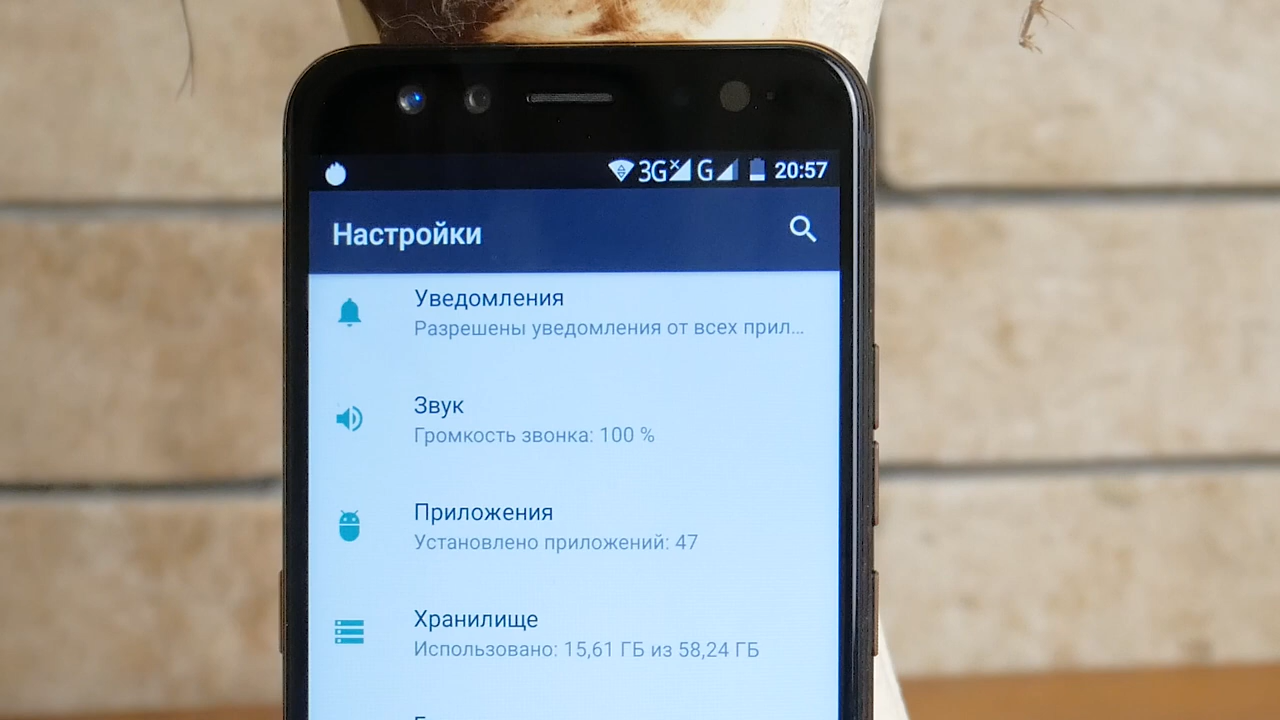 3G G 20:57
Настройки
Уведомления
Разрешены уведомления от всех прил...
Звук
Громкость звонка: 100 %
Приложения
Установлено приложений: 47
Хранилище
Использовано: 15,61 ГБ из 58,24 ГБ